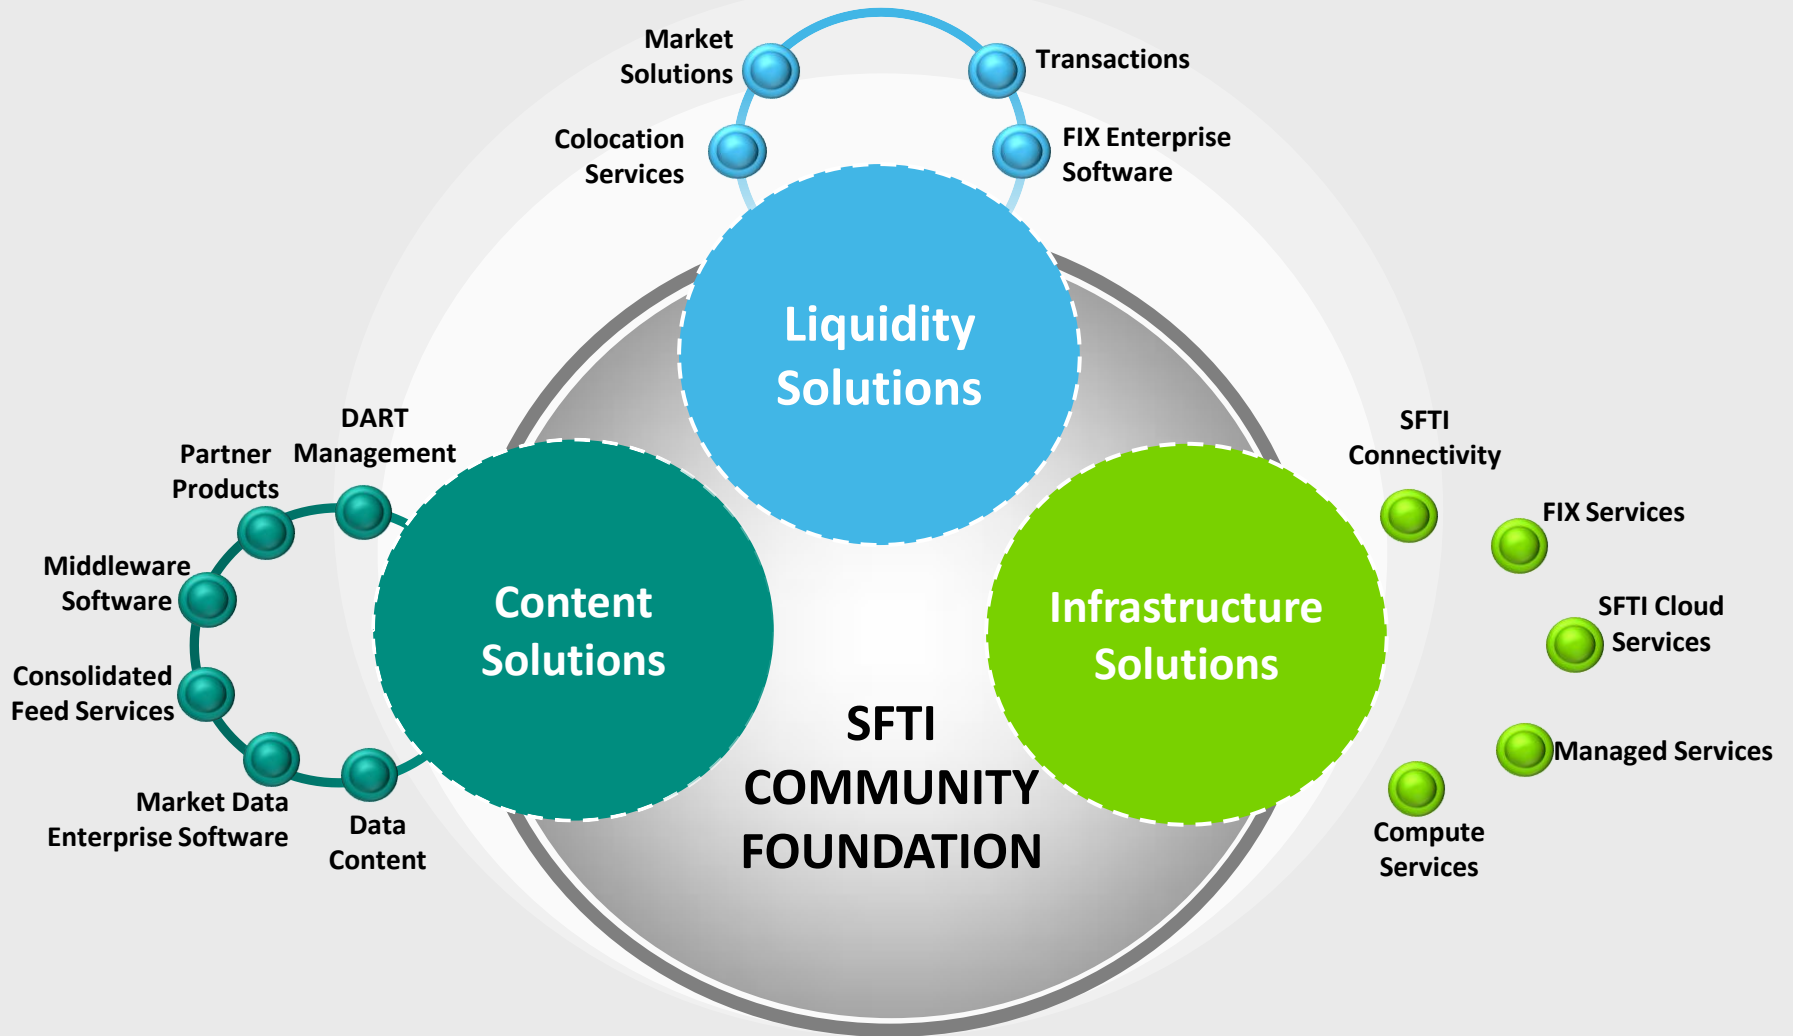 Market
Solutions
Transactions
Colocation
Services
FIX Enterprise
Software
Liquidity
Solutions
DART
Management
Partner
Products
Middleware
Software
Consolidated
Feed Services
Market Data
Enterprise Software
Data
Content
Content
Solutions
Infrastructure
Solutions
SFTI
Connectivity
FIX Services
SFTI Cloud
Services
Managed Services
Compute
Services
SFTI
COMMUNITY
FOUNDATION